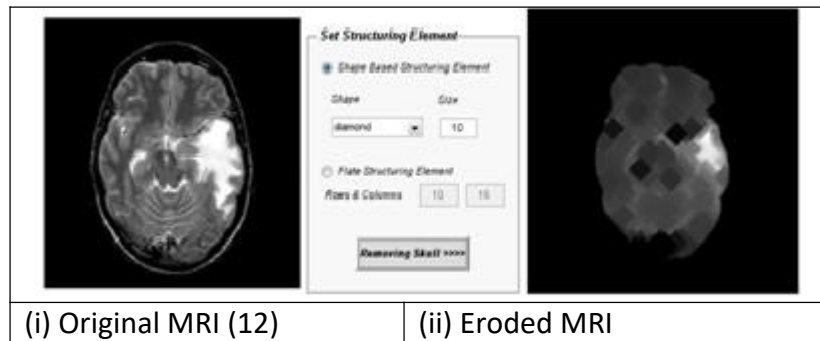 Set Structuring Element
Shape Based Structuring Element
Shape Size
diamond 10
Flate Structuring Element
Rows & Columns 10 16
Removing Skull >>>>
(i) Original MRI (12) (ii) Eroded MRI